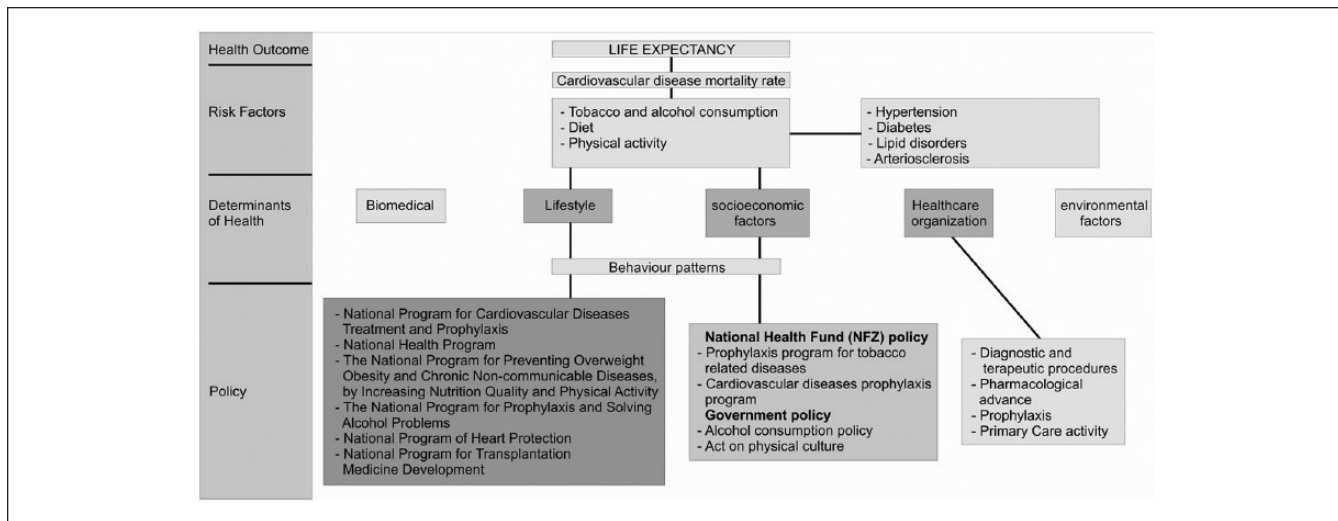 Health Outcome
LIFE EXPECTANCY
Cardiovascular disease mortality rate
Risk Factors
- Tobacco and alcohol consumption
- Diet
- Physical activity
- Hypertension
- Diabetes
- Lipid disorders
- Arteriosclerosis
Determinants
of Health
Biomedical
Lifestyle
socioeconomic
factors
Healthcare
organization
environmental
factors
Behaviour patterns
Policy
- National Program for Cardiovascular Diseases
Treatment and Prophylaxis
- National Health Program
- The National Program for Preventing Overweight
Obesity and Chronic Non-communicable Diseases,
by Increasing Nutrition Quality and Physical Activity
- The National Program for Prophylaxis and Solving
Alcohol Problems
- National Program of Heart Protection
- National Program for Transplantation
Medicine Development
National Health Fund (NFZ) policy
- Prophylaxis program for tobacco
related diseases
- Cardiovascular diseases prophylaxis
program
Government policy
- Alcohol consumption policy
- Act on physical culture
- Diagnostic and
therapeutic procedures
- Pharmacological
advance
- Prophylaxis
- Primary Care activity